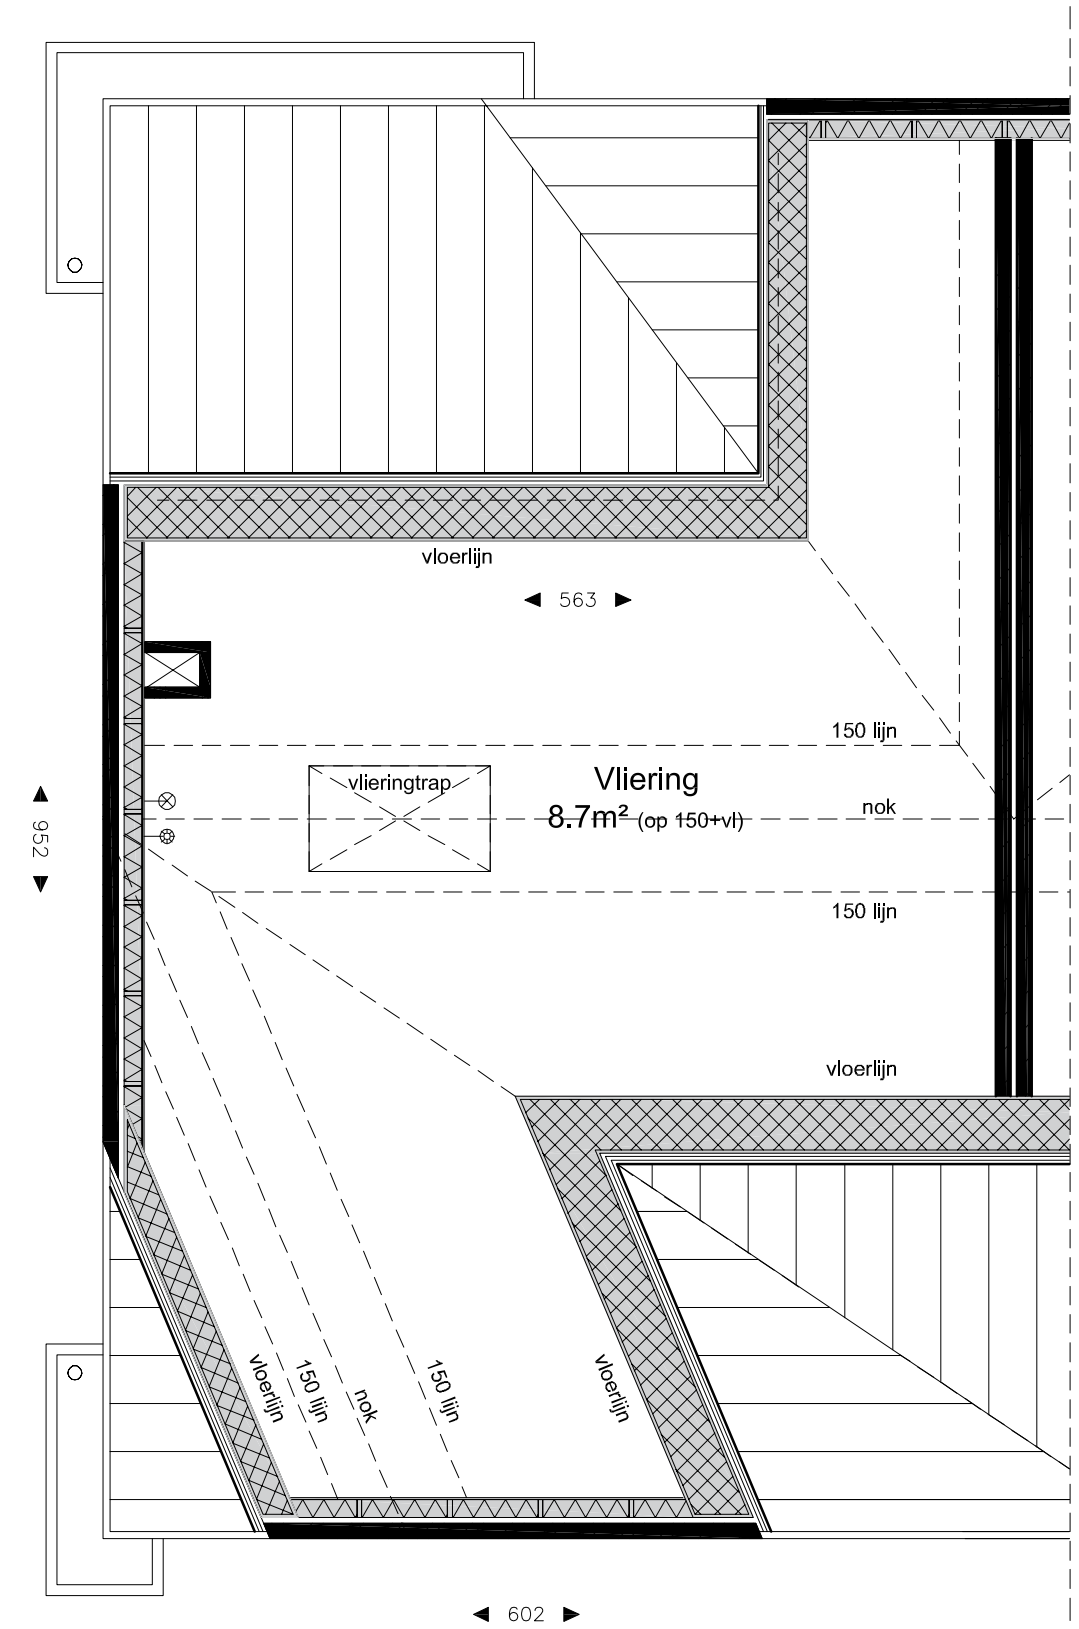 vloerlijn
563
150 lijn
vlieringtrap
Vliering
8.7m² (op 150+vl)
nok
952
150 lijn
vloerlijn
vloerlijn
150 lijn
nok
150 lijn
vloerlijn
602